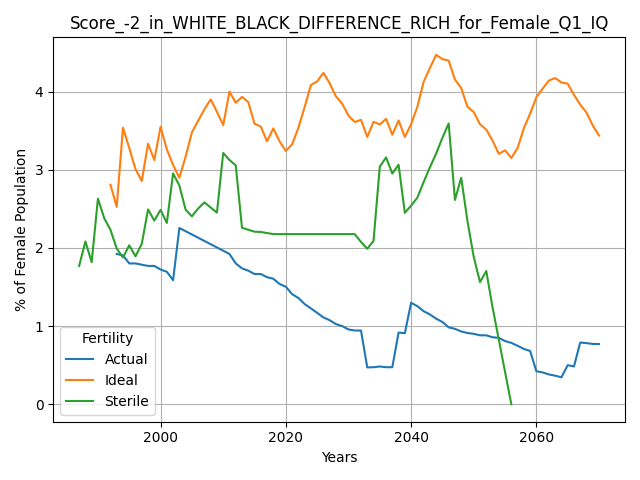 Score_-2_in_WHITE_BLACK_DIFFERENCE_RICH_for_Female_Q1_IQ
% of Female Population
4
3
2
1
0
Fertility
Actual
Ideal
Sterile
2000 2020 2040 2060
Years